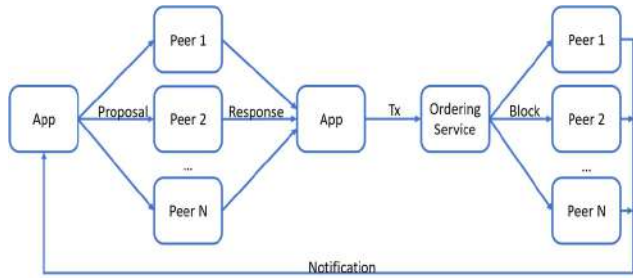 App
Proposal
Peer 1
Peer 2
...
Peer N
Response
App
Tx
Ordering
Service
Block
Peer 1
Peer 2
...
Peer N
Notification